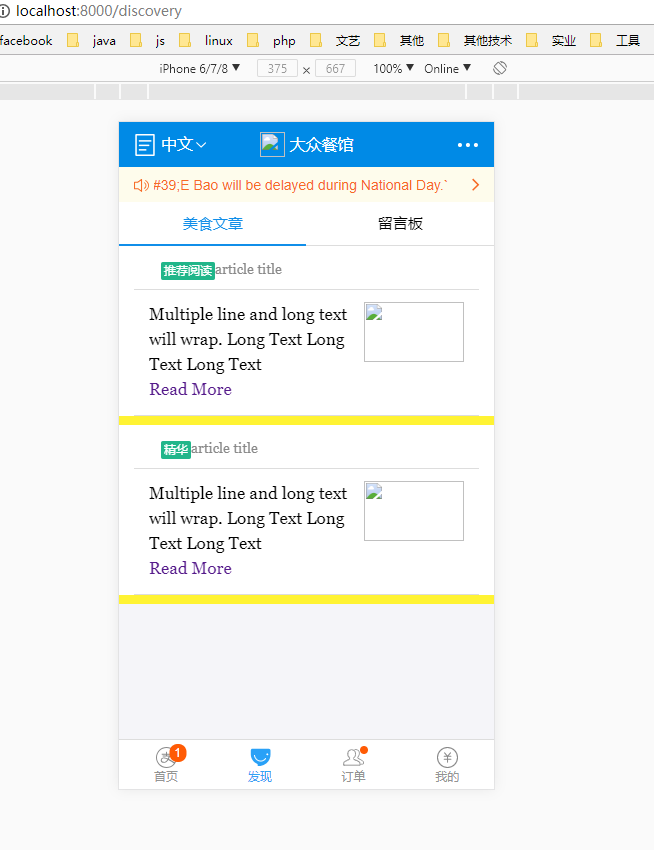 localhost:8000/discovery
facebook java js linux php 文艺 其他 其他技术 实业 工具
iPhone 6/7/8 ▼ 375 × 667 100% ▼ Online ▼
中文 大众餐馆
#39;E Bao will be delayed during National Day.`
美食文章 留言板
推荐阅读 article title
Multiple line and long text
will wrap. Long Text Long
Text Long Text
Read More
精华 article title
Multiple line and long text
will wrap. Long Text Long
Text Long Text
Read More
支 1 ¥
首页 发现 订单 我的